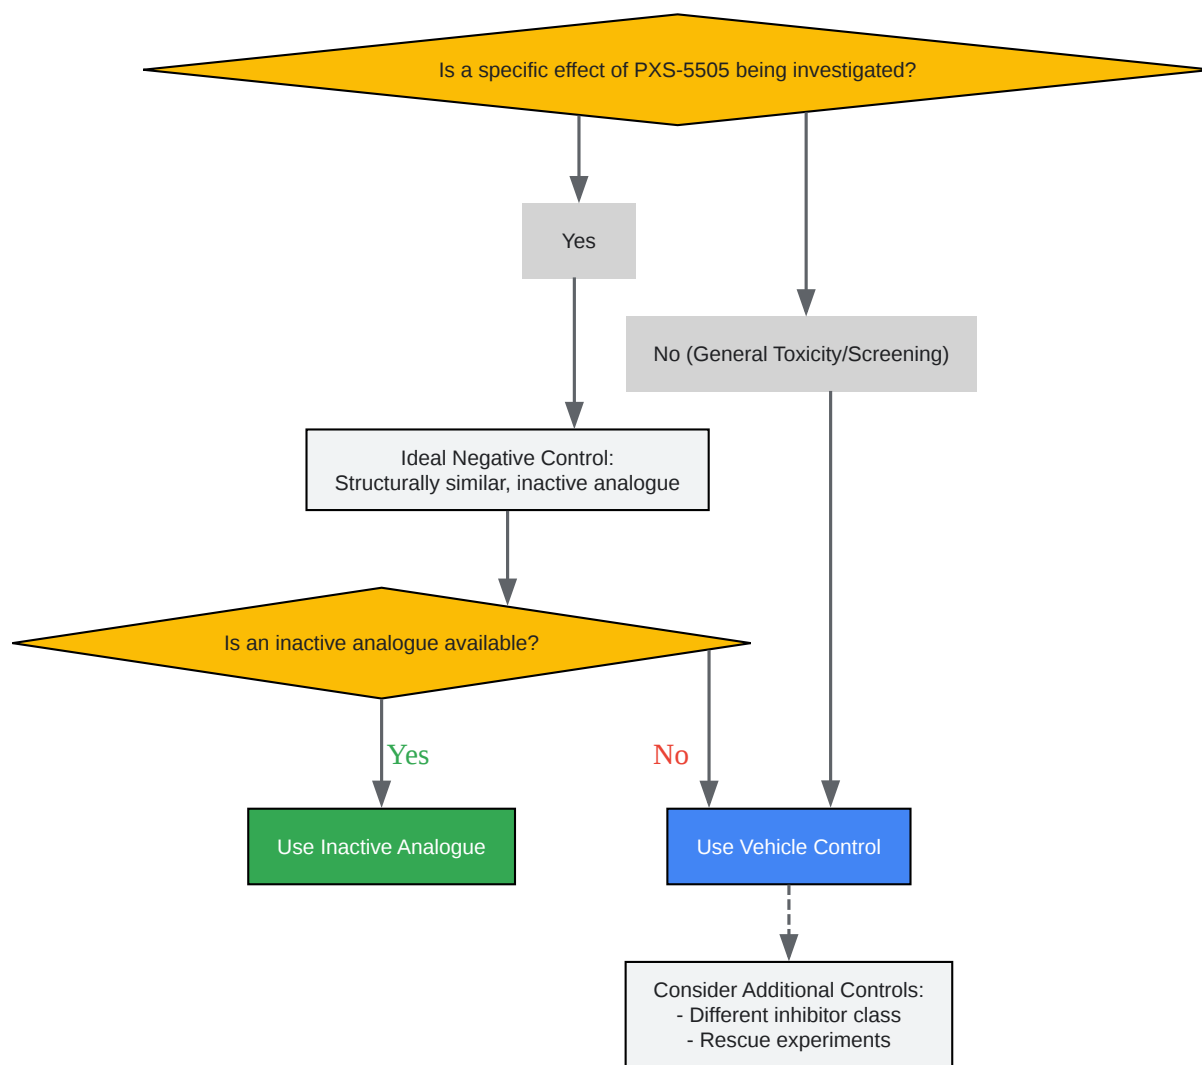 Is a specific effect of PXS-5505 being investigated?
Yes
No (General Toxicity/Screening)
Ideal Negative Control:
Structurally similar, inactive analogue
Is an inactive analogue available?
Yes
No
Use Inactive Analogue
Use Vehicle Control
Consider Additional Controls:
- Different inhibitor class
- Rescue experiments